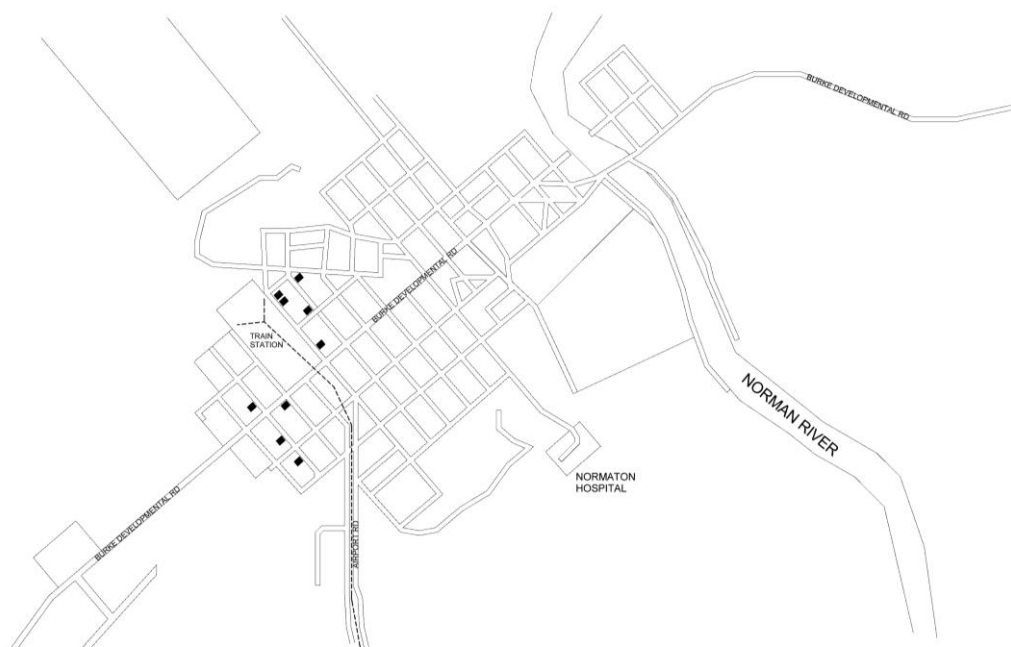 BURKE DEVELOPMENTAL RD
BURKE DEVELOPMENTAL RD
TRAIN
STATION
NORMAN RIVER
NORMATON
HOSPITAL
BURKE DEVELOPMENTAL RD
AIRPORT RD